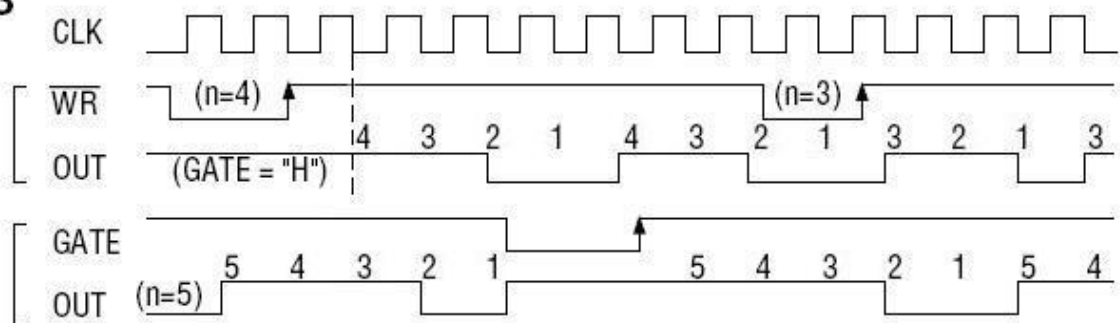 CLK
WR (n=4) (n=3)
4 3 2 1 4 3 2 1 3 2 1 3
OUT (GATE = "H")
GATE
5 4 3 2 1 5 4 3 2 1 5 4
OUT (n=5)